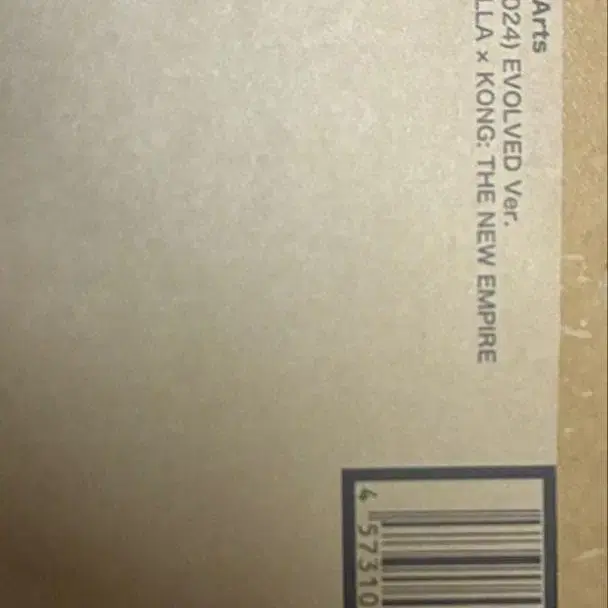 Arts
024) EVOLVED Ver.
LLA × KONG: THE NEW EMPIRE
4 57310